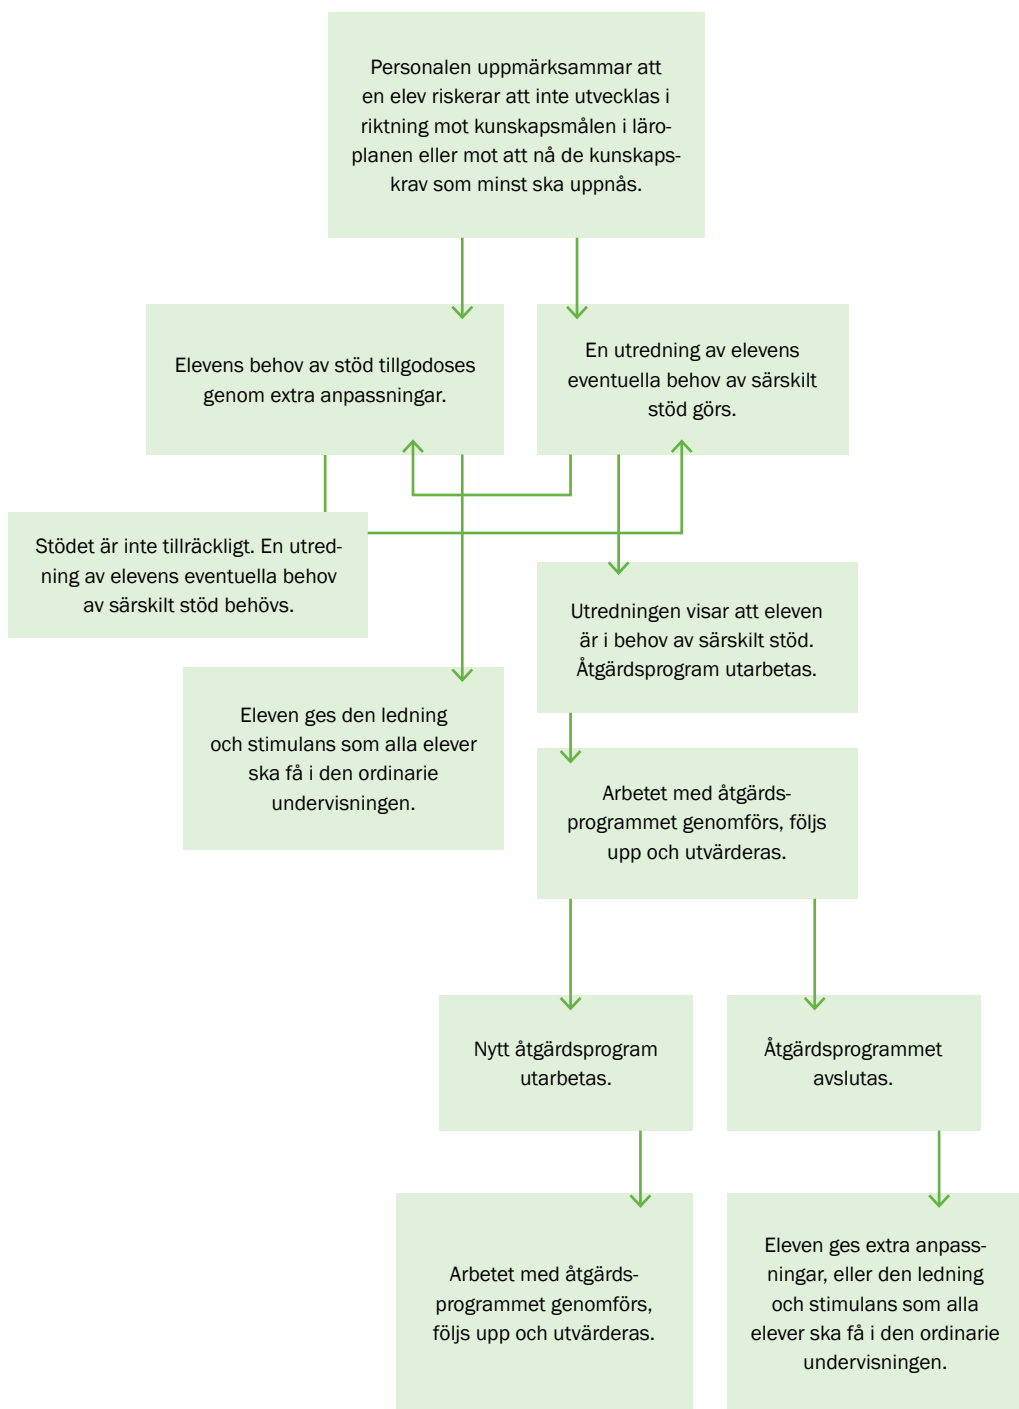 Personalen uppmärksammar att
en elev riskerar att inte utvecklas i
riktning mot kunskapsmålen i läro-
planen eller mot att nå de kunskaps-
krav som minst ska uppnås.
Elevens behov av stöd tillgodoses
genom extra anpassningar.
En utredning av elevens
eventuella behov av särskilt
stöd görs.
Stödet är inte tillräckligt. En utred-
ning av elevens eventuella behov
av särskilt stöd behövs.
Utredningen visar att eleven
är i behov av särskilt stöd.
Åtgärdsprogram utarbetas.
Eleven ges den ledning
och stimulans som alla elever
ska få i den ordinarie
undervisningen.
Arbetet med åtgärds-
programmet genomförs, följs
upp och utvärderas.
Nytt åtgärdsprogram
utarbetas.
Åtgärdsprogrammet
avslutas.
Arbetet med åtgärds-
programmet genomförs,
följs upp och utvärderas.
Eleven ges extra anpass-
ningar, eller den ledning
och stimulans som alla
elever ska få i den ordinarie
undervisningen.